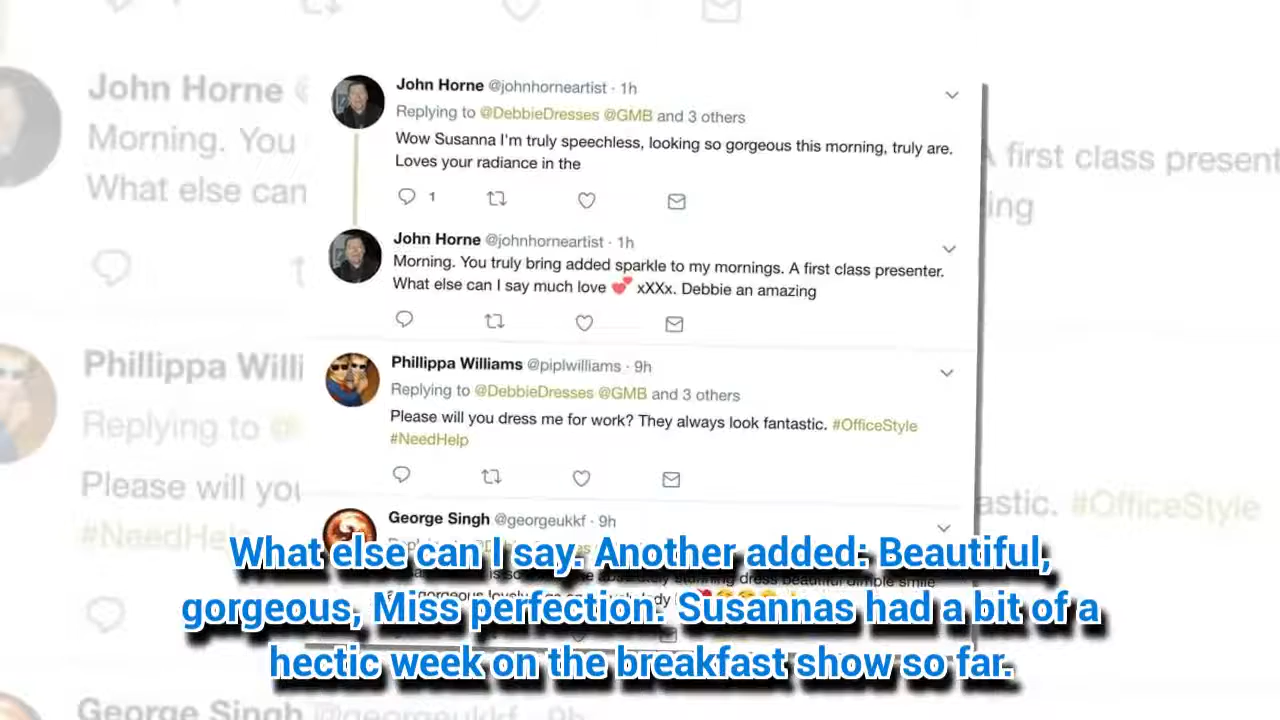 John Horne @johnhorneartist · 1h
Replying to @DebbieDresses @GMB and 3 others
Wow Susanna I'm truly speechless, looking so gorgeous this morning, truly are.
Loves your radiance in the
1
John Horne @johnhorneartist · 1h
Morning. You truly bring added sparkle to my mornings. A first class presenter.
What else can I say much love 💕 xXXx. Debbie an amazing
Phillippa Williams @piplwilliams · 9h
Replying to @DebbieDresses @GMB and 3 others
Please will you dress me for work? They always look fantastic. #OfficeStyle
#NeedHelp
George Singh @georgeukkf · 9h
What else can I say. Another added: Beautiful,
gorgeous, Miss perfection. Susannas had a bit of a
hectic week on the breakfast show so far.
John Horne
Morning. You
What else can
A first class present
ing
Phillippa Willi
Replying to
Please will you
#NeedHel
astic. #OfficeStyle
George Singh @georgeukkf · 9h